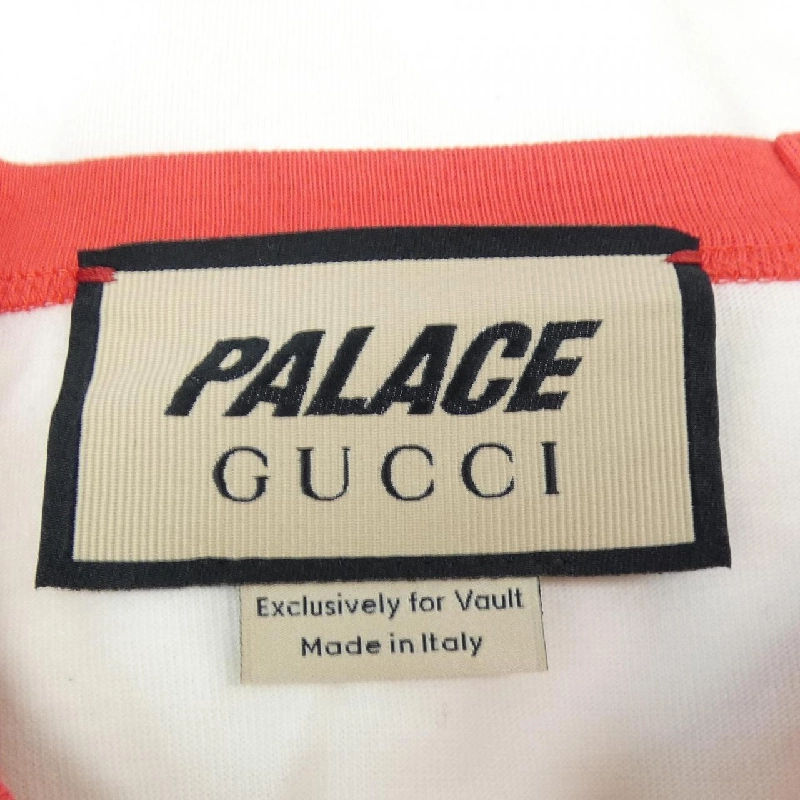 PALACE
GUCCI
Exclusively for Vault
Made in Italy